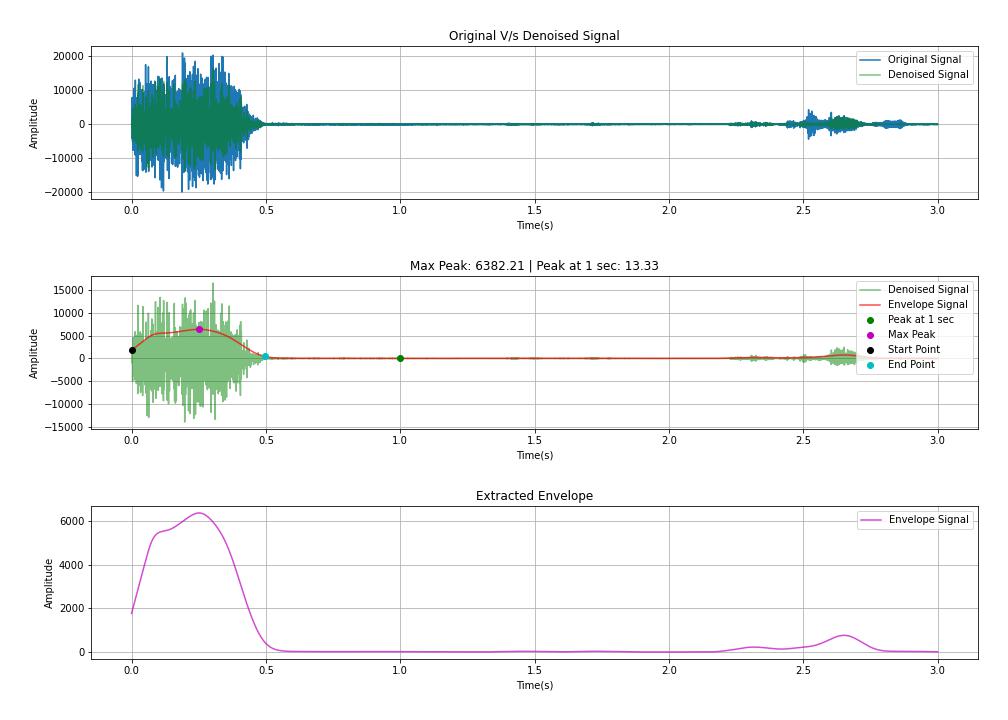 Original V/s Denoised Signal
20000
10000
0
−10000
−20000
Amplitude
Original Signal
Denoised Signal
0.0 0.5 1.0 1.5 2.0 2.5 3.0
Time(s)
Max Peak: 6382.21 | Peak at 1 sec: 13.33
15000
10000
5000
0
−5000
−10000
−15000
Amplitude
Denoised Signal
Envelope Signal
Peak at 1 sec
Max Peak
Start Point
End Point
0.0 0.5 1.0 1.5 2.0 2.5 3.0
Time(s)
Extracted Envelope
6000
4000
2000
0
Amplitude
Envelope Signal
0.0 0.5 1.0 1.5 2.0 2.5 3.0
Time(s)